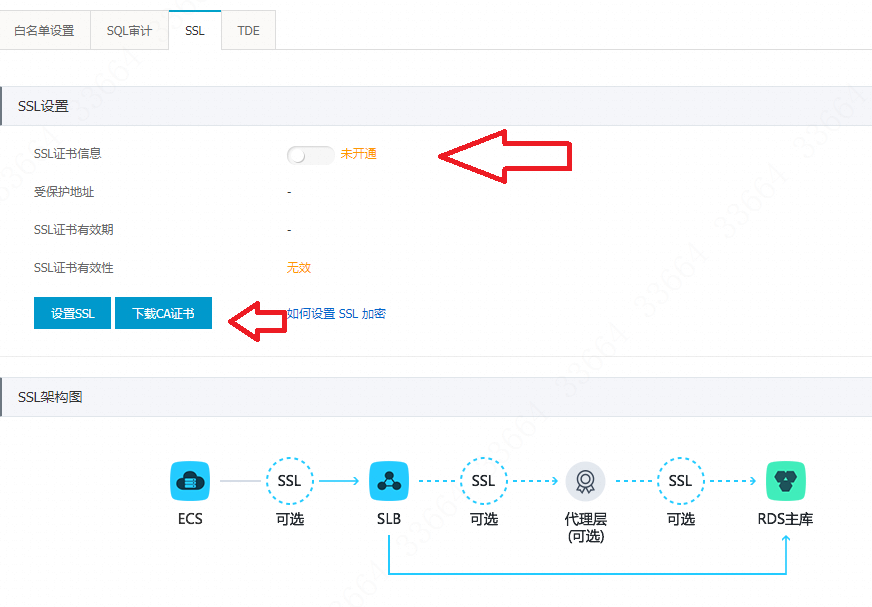 白名单设置 SQL审计 SSL TDE
SSL设置
SSL证书信息 未开通
受保护地址 -
SSL证书有效期 -
SSL证书有效性 无效
设置SSL 下载CA证书 如何设置 SSL 加密
SSL架构图
SSL SSL SSL
ECS 可选 SLB 可选 代理层 可选 RDS主库
(可选)
33664 33664 33664 33664 33664